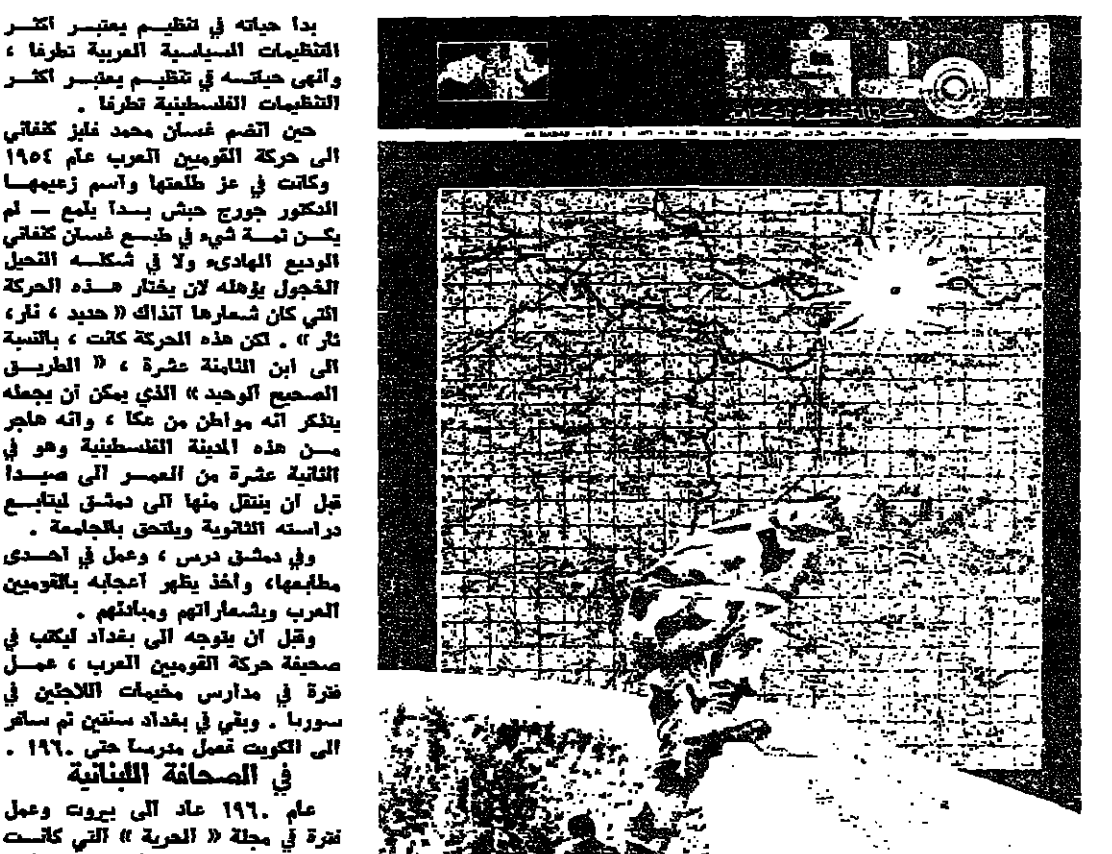 بدأ حياته في تنظيم يعتبر اكثر
التنظيمات السياسية العربية تطرفا ،
وانهى حياته في تنظيم يعتبر اكثر
التنظيمات الفلسطينية تطرفا .
حين انضم غسان محمد فايز كنفاني
الى حركة القوميين العرب عام ١٩٥٤
وكانت في عز طلعتها واسم زعيمها
الدكتور جورج حبش بدأ يلمع — لم
يكن ثمة شيء في طبع غسان كنفاني
الوديع الهادىء ولا في شكله النحيل
الخجول يؤهله لان يختار هذه الحركة
التي كان شعارها آنذاك « حديد ، نار،
ثأر » . لكن هذه الحركة كانت ، بالنسبة
الى ابن الثامنة عشرة ، « الطريق
الصحيح الوحيد » الذي يمكن أن يجعله
يتذكر انه مواطن من عكا ، وانه هاجر
من هذه المدينة الفلسطينية وهو في
الثانية عشرة من العمر الى صيدا
قبل ان ينتقل منها الى دمشق ليتابع
دراسته الثانوية ويلتحق بالجامعة .
وفي دمشق درس ، وعمل في احدى
مطابعها، واخذ يظهر اعجابه بالقوميين
العرب وبشعاراتهم ومبادئهم .
وقبل ان يتوجه الى بغداد ليكتب في
صحيفة حركة القوميين العرب ، عمل
فترة في مدارس مخيمات اللاجئين في
سوريا . وبقي في بغداد سنتين ثم سافر
الى الكويت فعمل مدرسا حتى ١٩٦٠ .
في الصحافة اللبنانية
عام ١٩٦٠ عاد الى بيروت وعمل
فترة في مجلة « الحرية » التي كانت
الهدف